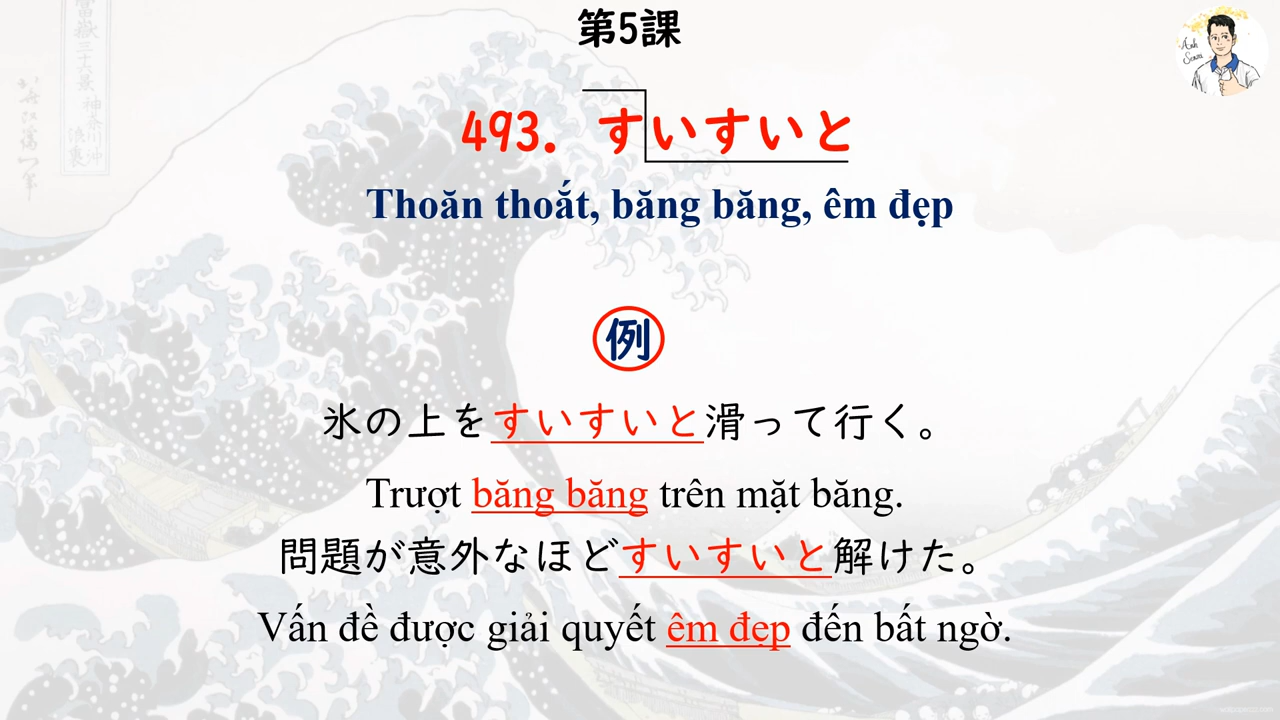 第5課
493. すいすいと
Thoăn thoắt, băng băng, êm đẹp
例
氷の上をすいすいと滑って行く。
Trượt băng băng trên mặt băng.
問題が意外なほどすいすいと解けた。
Vấn đề được giải quyết êm đẹp đến bất ngờ.